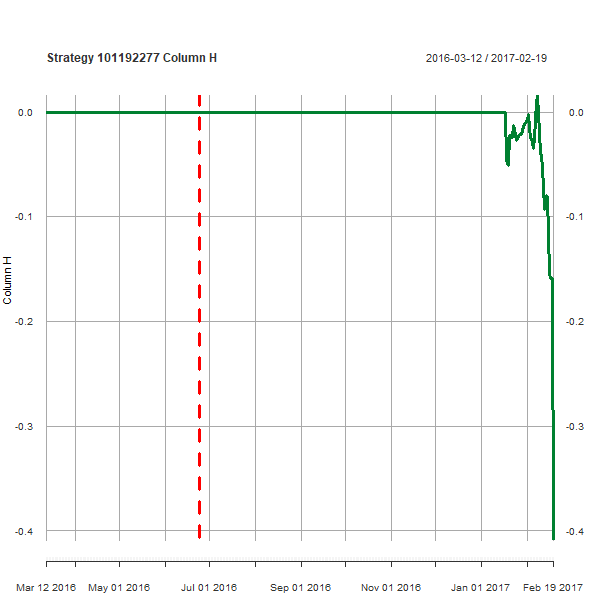 Strategy 101192277 Column H
2016-03-12 / 2017-02-19
0.0
0.0
-0.1
-0.1
Column H
-0.2
-0.2
-0.3
-0.3
-0.4
-0.4
Mar 12 2016
May 01 2016
Jul 01 2016
Sep 01 2016
Nov 01 2016
Jan 01 2017
Feb 19 2017